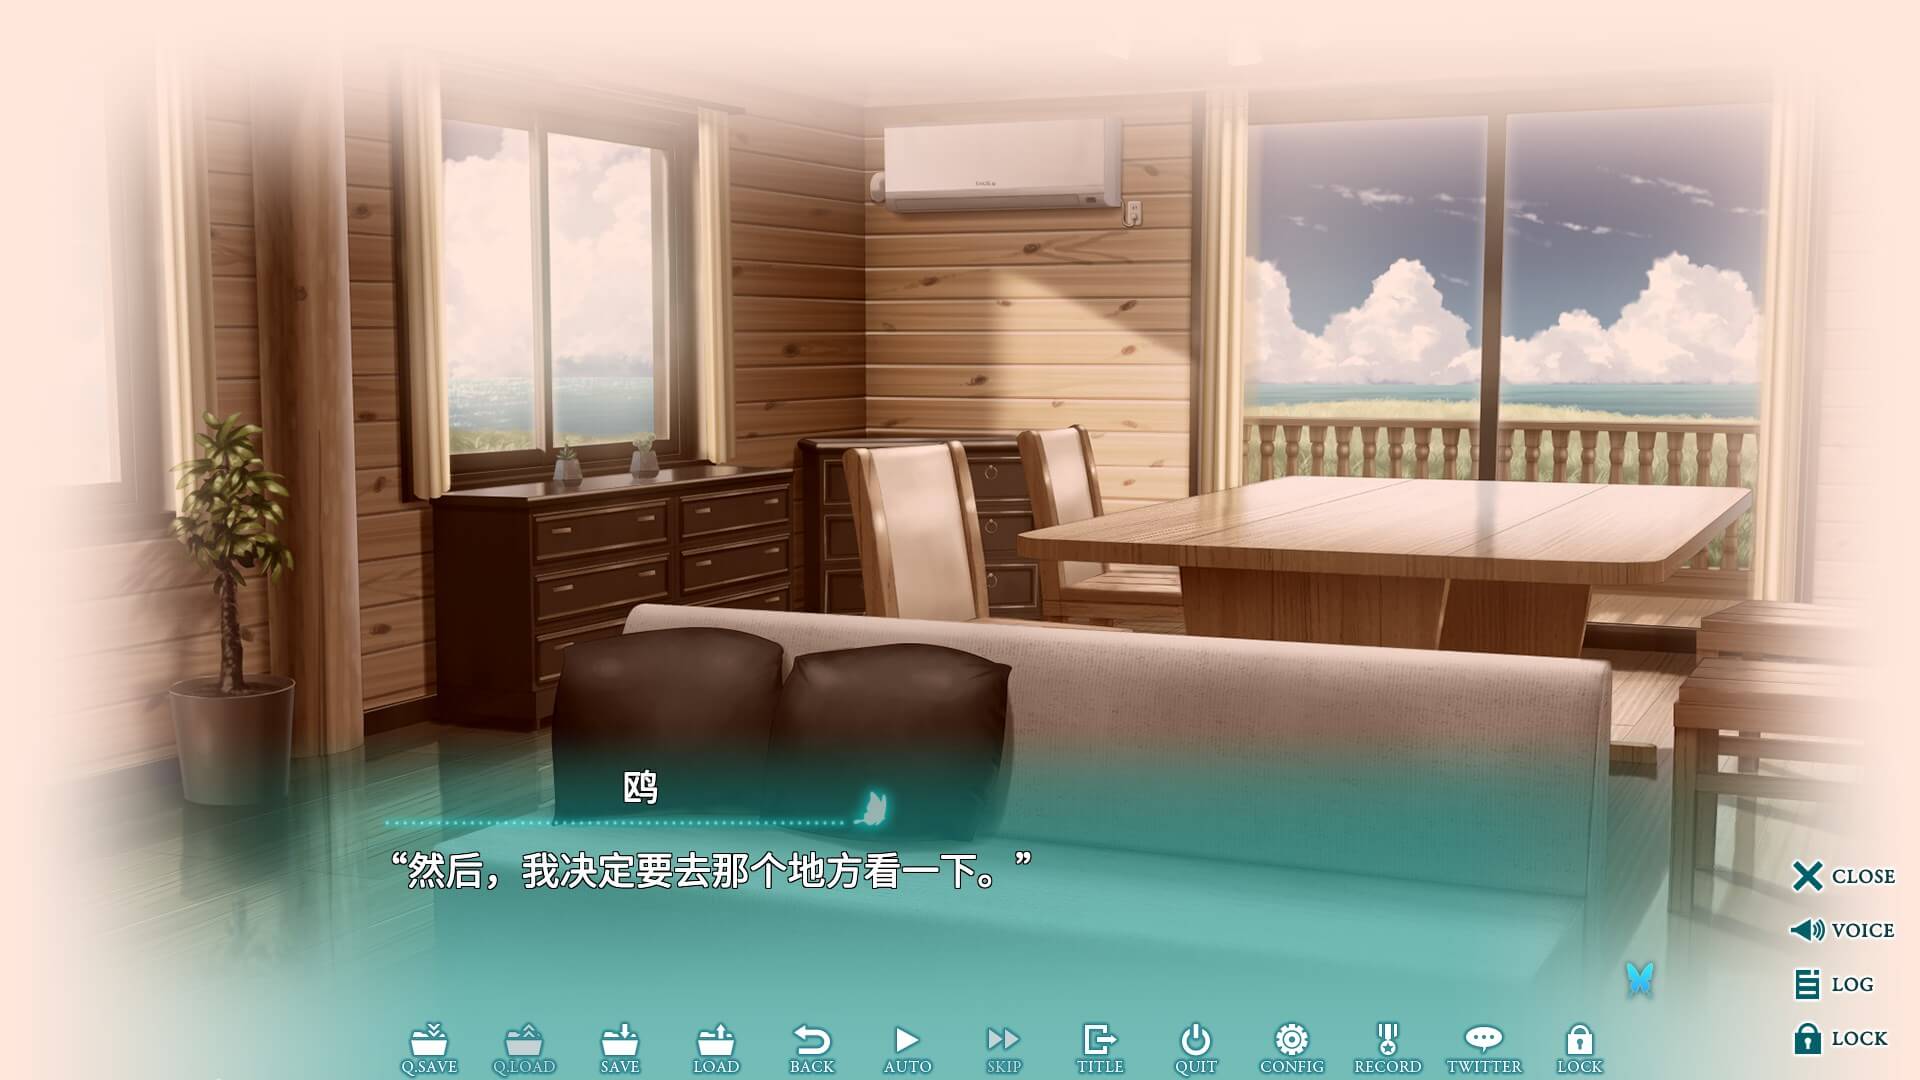 鸥
“然后，我决定要去那个地方看一下。”
CLOSE
VOICE
LOG
LOCK
Q.SAVE
Q.LOAD
SAVE
LOAD
BACK
AUTO
SKIP
TITLE
QUIT
CONFIG
RECORD
TWITTER
LOCK